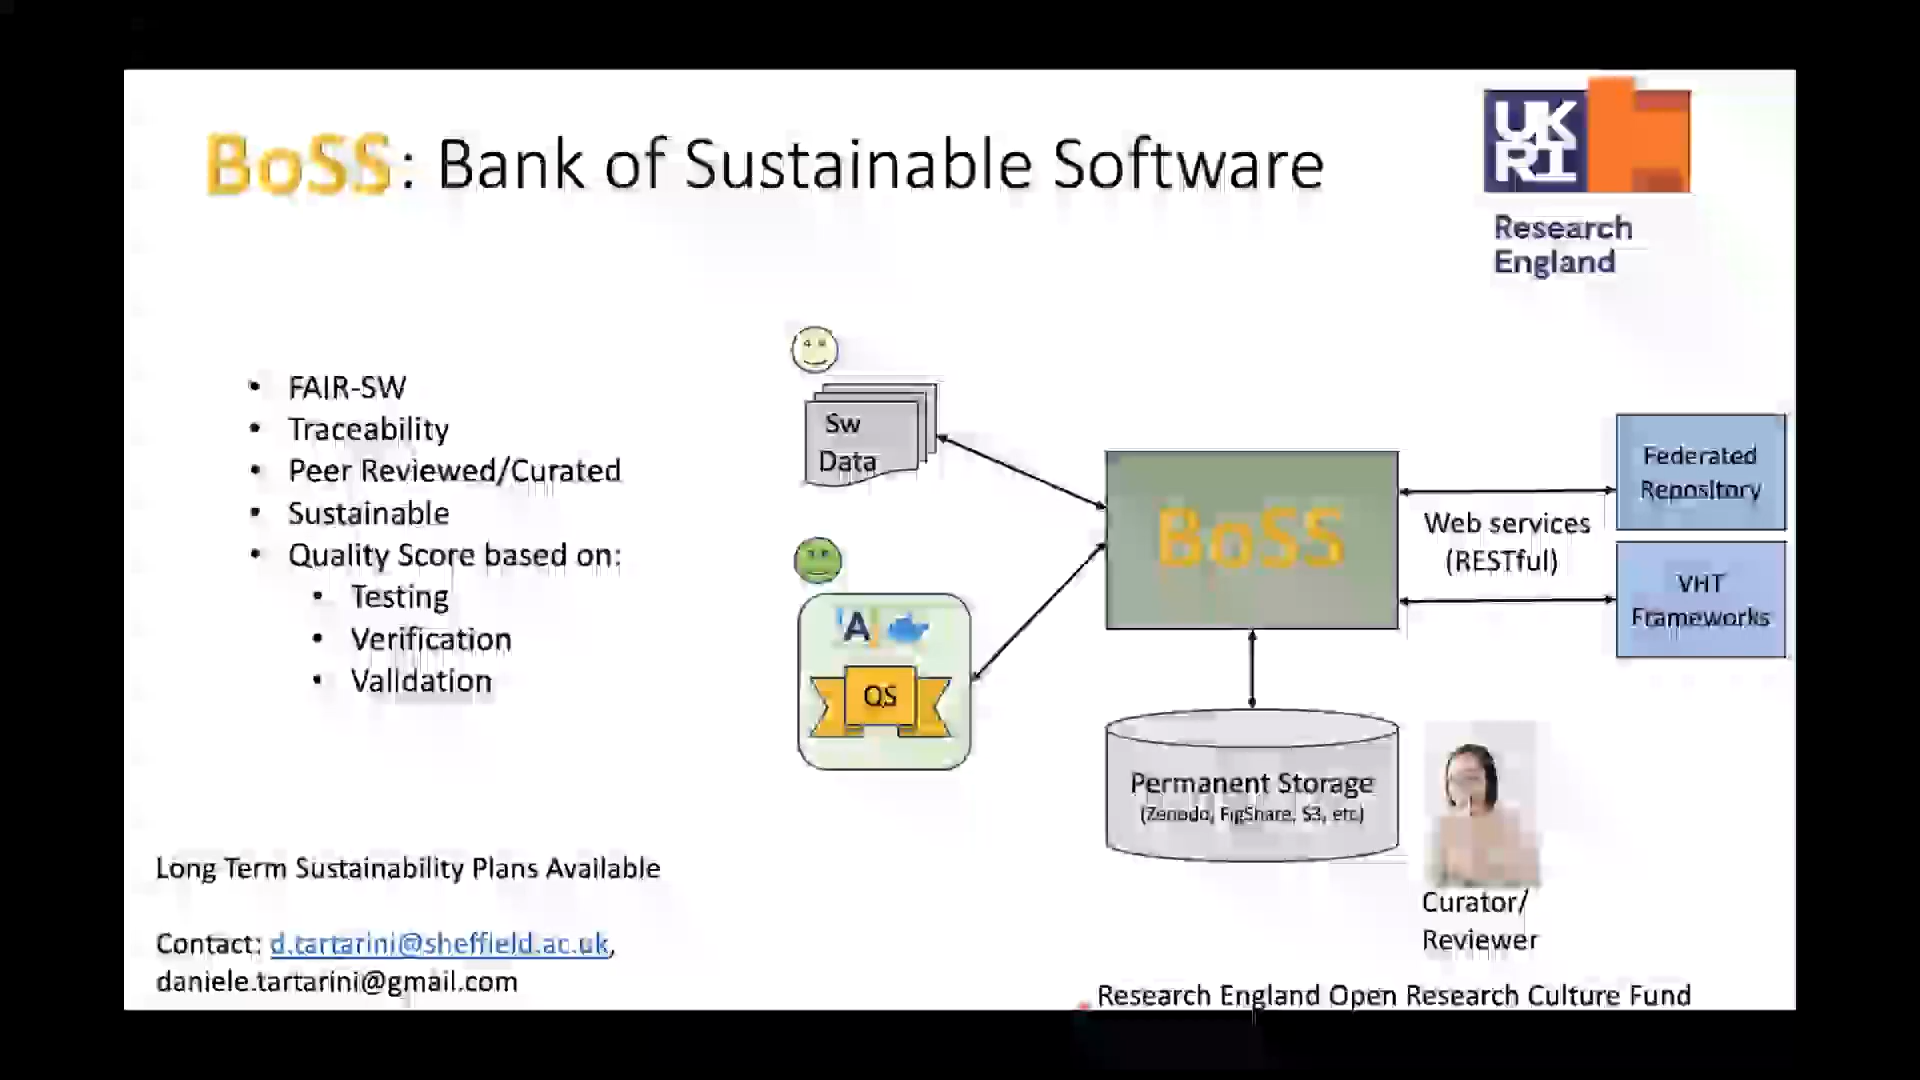 BoSS: Bank of Sustainable Software
UK
RI
Research
England
• FAIR-SW
• Traceability
• Peer Reviewed/Curated
• Sustainable
• Quality Score based on:
• Testing
• Verification
• Validation
Sw
Data
A
QS
BoSS
Web services
(RESTful)
Federated
Repository
VHT
Frameworks
Permanent Storage
(Zenodo, FigShare, S3, etc)
Curator/
Reviewer
Long Term Sustainability Plans Available
Contact: d.tartarini@sheffield.ac.uk,
daniele.tartarini@gmail.com
Research England Open Research Culture Fund